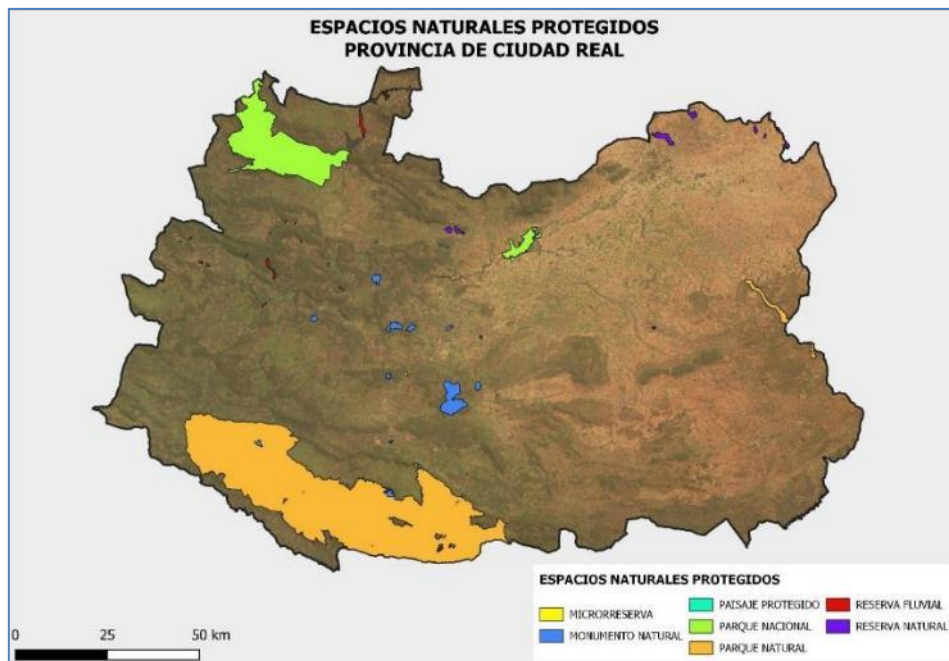 ESPACIOS NATURALES PROTEGIDOS
PROVINCIA DE CIUDAD REAL
0 25 50 km
ESPACIOS NATURALES PROTEGIDOS
MICRORRESERVA
MONUMENTO NATURAL
PAISAJE PROTEGIDO
PARQUE NACIONAL
PARQUE NATURAL
RESERVA FLUVIAL
RESERVA NATURAL